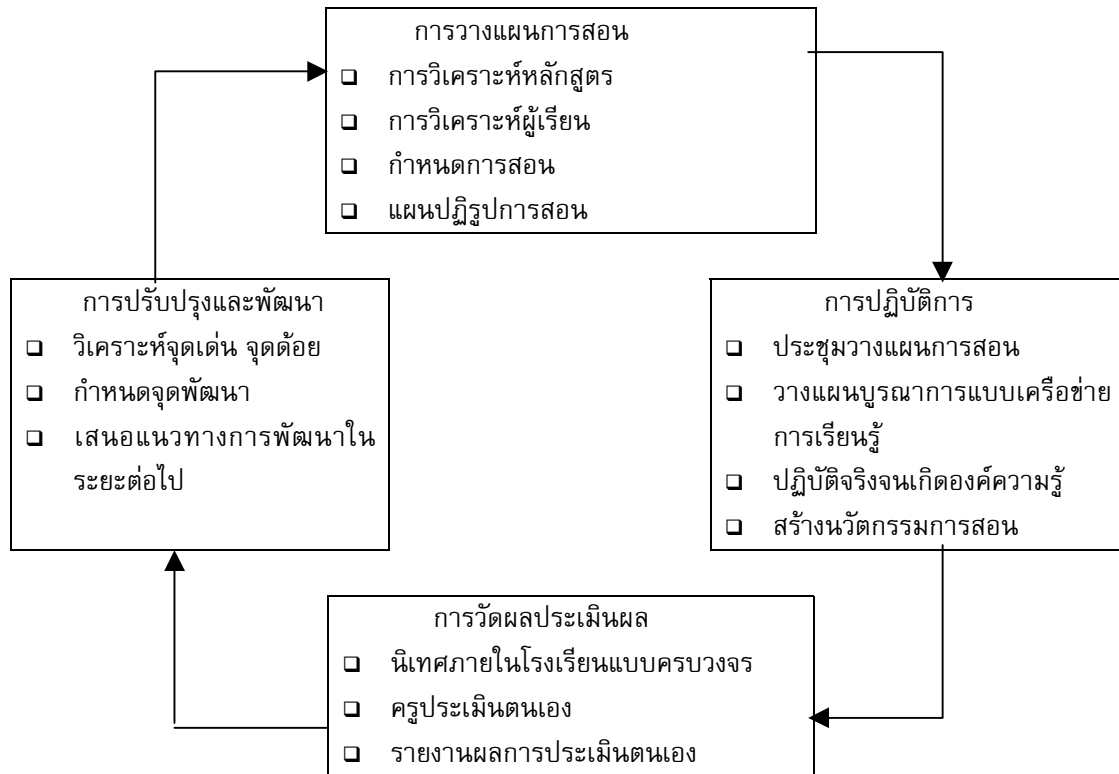 การวางแผนการสอน
❑ การวิเคราะห์หลักสูตร
❑ การวิเคราะห์ผู้เรียน
❑ กำหนดการสอน
❑ แผนปฏิรูปการสอน
การปฏิบัติการ
❑ ประชุมวางแผนการสอน
❑ วางแผนบูรณาการแบบเครือข่าย
การเรียนรู้
❑ ปฏิบัติจริงจนเกิดองค์ความรู้
❑ สร้างนวัตกรรมการสอน
การวัดผลประเมินผล
❑ นิเทศภายในโรงเรียนแบบครบวงจร
❑ ครูประเมินตนเอง
❑ รายงานผลการประเมินตนเอง
การปรับปรุงและพัฒนา
❑ วิเคราะห์จุดเด่น จุดด้อย
❑ กำหนดจุดพัฒนา
❑ เสนอแนวทางการพัฒนาใน
ระยะต่อไป